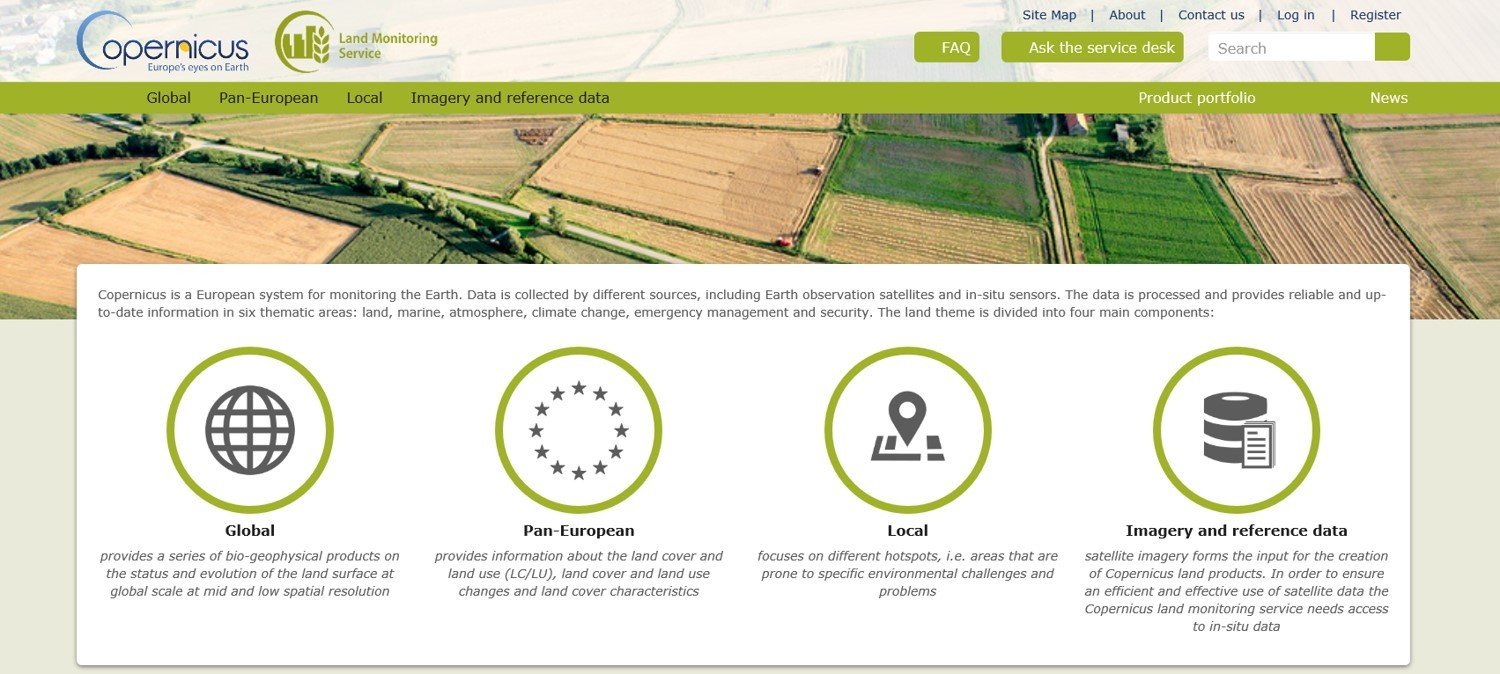 Site Map | About | Contact us | Log in | Register
Copernicus
Europe's eyes on Earth
Land Monitoring
Service
FAQ
Ask the service desk
Search
Global Pan-European Local Imagery and reference data Product portfolio News
Copernicus is a European system for monitoring the Earth. Data is collected by different sources, including Earth observation satellites and in-situ sensors. The data is processed and provides reliable and up-
to-date information in six thematic areas: land, marine, atmosphere, climate change, emergency management and security. The land theme is divided into four main components:
Global
provides a series of bio-geophysical products on
the status and evolution of the land surface at
global scale at mid and low spatial resolution
Pan-European
provides information about the land cover and
land use (LC/LU), land cover and land use
changes and land cover characteristics
Local
focuses on different hotspots, i.e. areas that are
prone to specific environmental challenges and
problems
Imagery and reference data
satellite imagery forms the input for the creation
of Copernicus land products. In order to ensure
an efficient and effective use of satellite data the
Copernicus land monitoring service needs access
to in-situ data